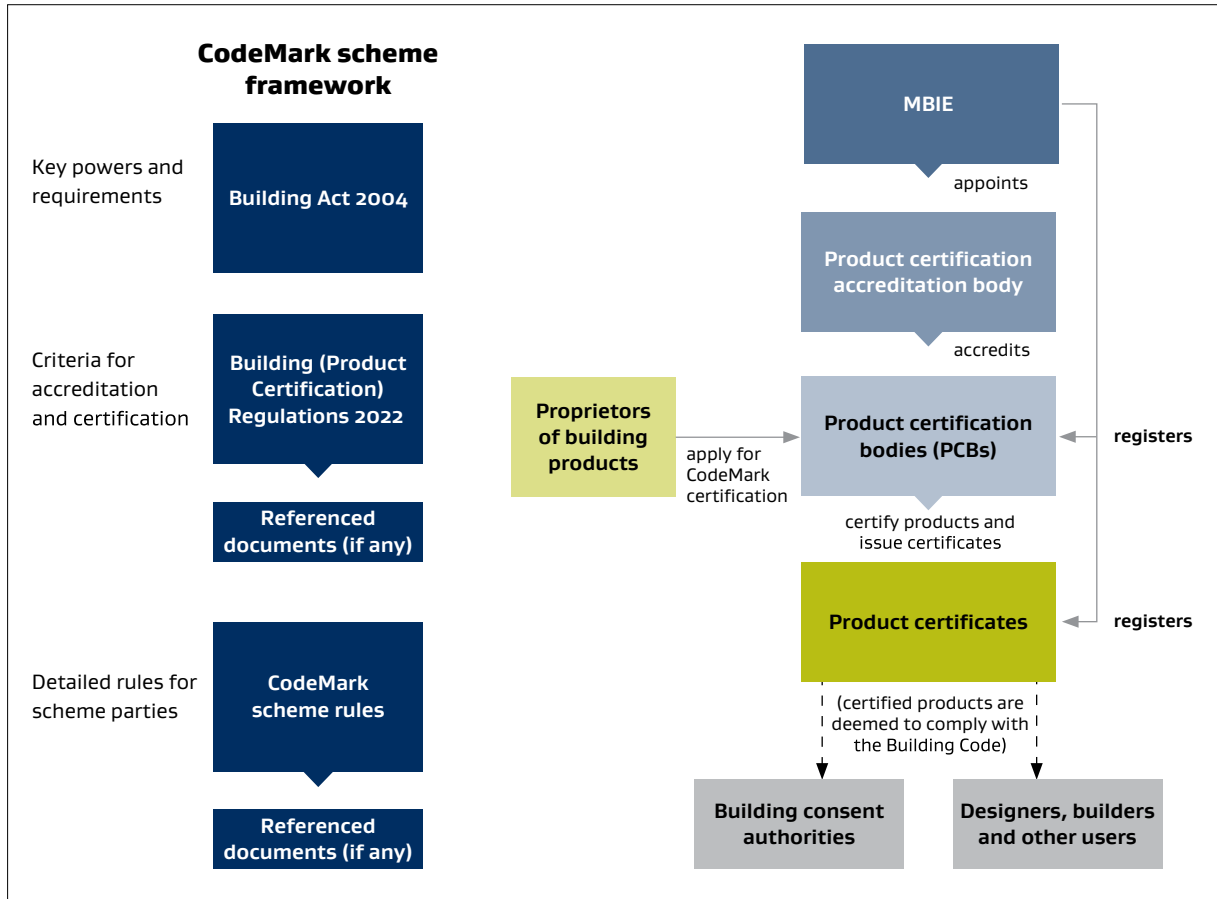 CodeMark scheme
framework
Key powers and
requirements
Building Act 2004
Criteria for
accreditation
and certification
Building (Product
Certification)
Regulations 2022
Referenced
documents (if any)
Detailed rules for
scheme parties
CodeMark
scheme rules
Referenced
documents (if any)
MBIE
appoints
Product certification
accreditation body
accredits
Proprietors
of building
products
apply for
CodeMark
certification
Product certification
bodies (PCBs)
registers
certify products and
issue certificates
Product certificates
registers
(certified products are
deemed to comply with
the Building Code)
Building consent
authorities
Designers, builders
and other users